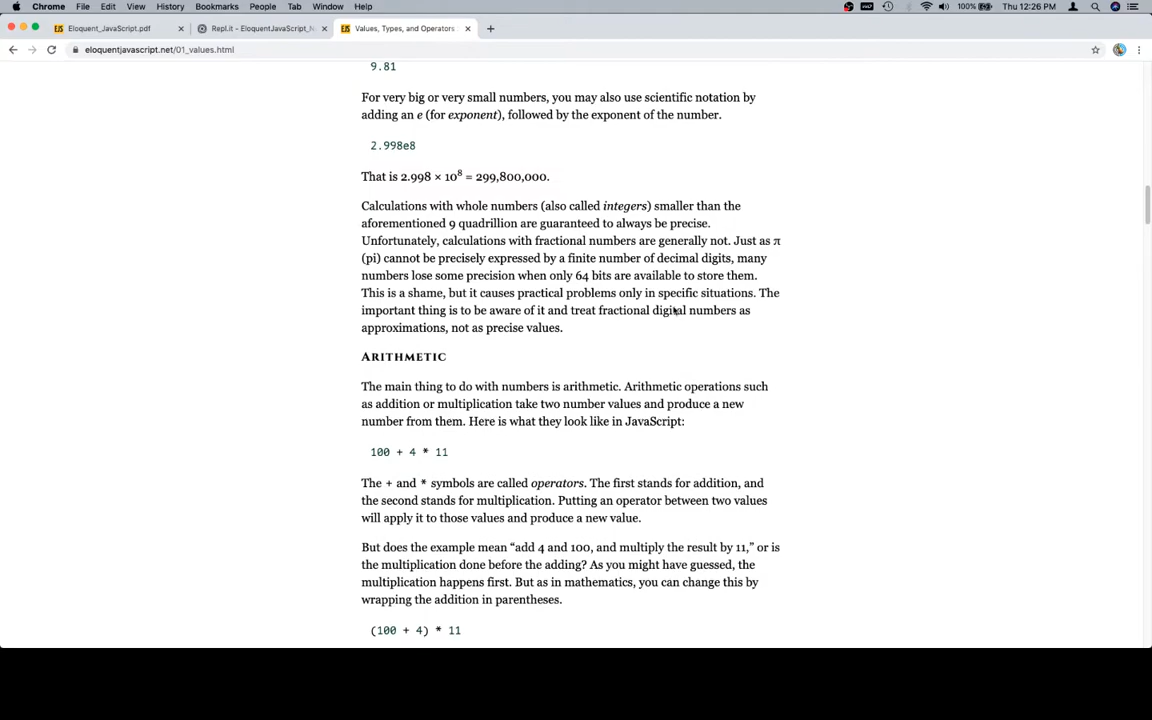 Chrome File Edit View History Bookmarks People Tab Window Help 100% Thu 12:26 PM
Eloquent_JavaScript.pdf × Repl.it - EloquentJavaScript_N × Values, Types, and Operators × +
eloquentjavascript.net/01_values.html
9.81
For very big or very small numbers, you may also use scientific notation by
adding an e (for exponent), followed by the exponent of the number.
2.998e8
That is 2.998 × 10⁸ = 299,800,000.
Calculations with whole numbers (also called integers) smaller than the
aforementioned 9 quadrillion are guaranteed to always be precise.
Unfortunately, calculations with fractional numbers are generally not. Just as π
(pi) cannot be precisely expressed by a finite number of decimal digits, many
numbers lose some precision when only 64 bits are available to store them.
This is a shame, but it causes practical problems only in specific situations. The
important thing is to be aware of it and treat fractional digital numbers as
approximations, not as precise values.
ARITHMETIC
The main thing to do with numbers is arithmetic. Arithmetic operations such
as addition or multiplication take two number values and produce a new
number from them. Here is what they look like in JavaScript:
100 + 4 * 11
The + and * symbols are called operators. The first stands for addition, and
the second stands for multiplication. Putting an operator between two values
will apply it to those values and produce a new value.
But does the example mean “add 4 and 100, and multiply the result by 11,” or is
the multiplication done before the adding? As you might have guessed, the
multiplication happens first. But as in mathematics, you can change this by
wrapping the addition in parentheses.
(100 + 4) * 11